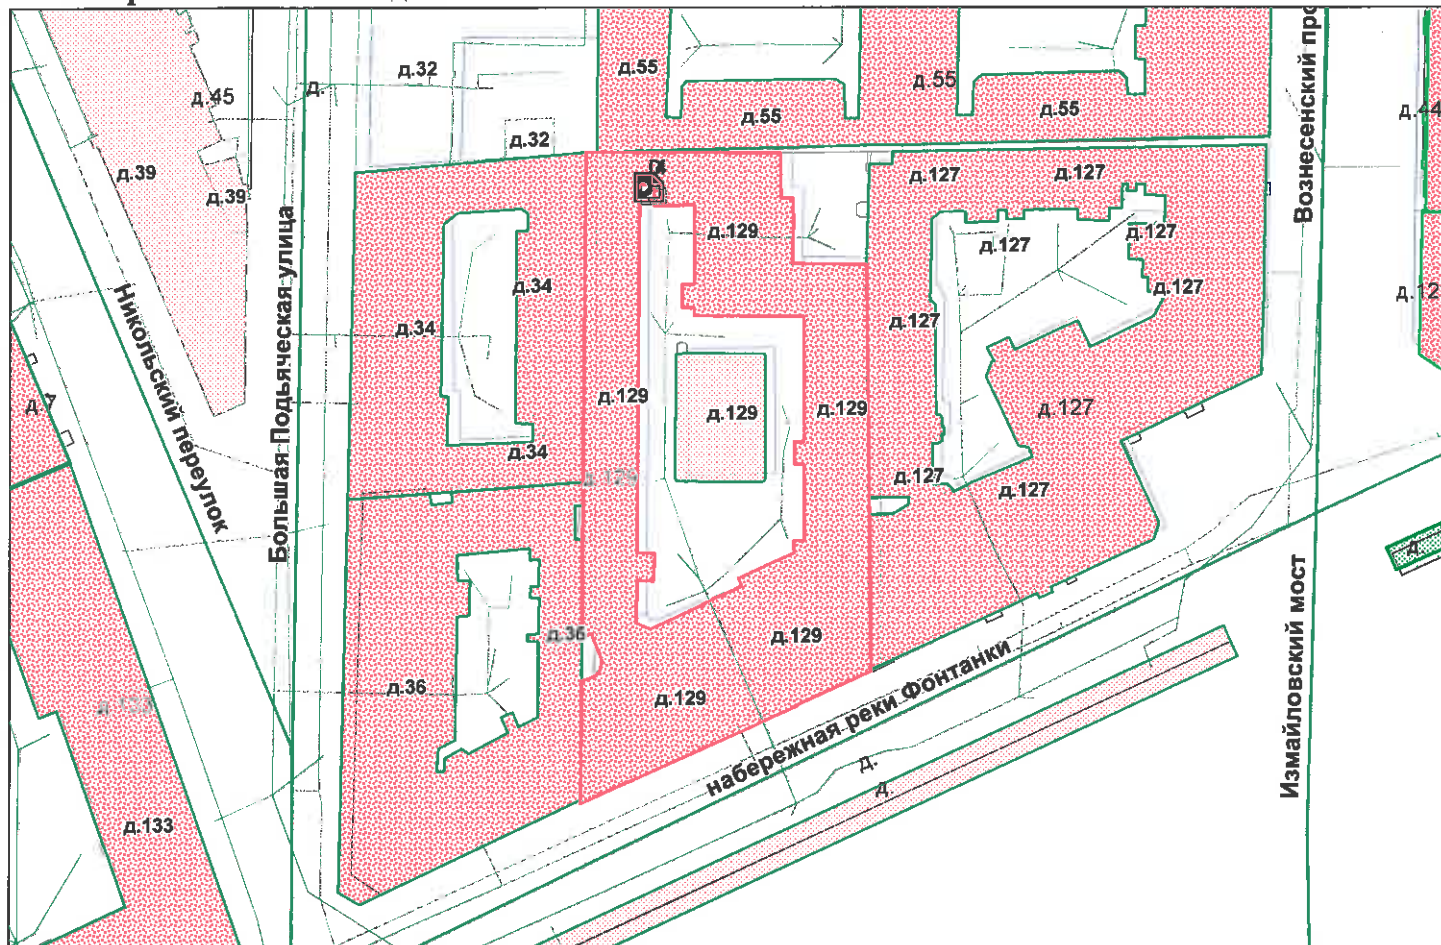 д.32
д.55
д.55
Вознесенский про
д.45
д.
д.55
д.55
д.44
д.32
д.39
д.39
д.127
д.127
д.129
д.127
д.127
д.34
д.127
д.12
Никольский переулок
Большая Подьяческая улица
д.34
д.127
д.129
д.129
д.129
д.127
д.34
д.127
д.127
д.36
д.129
д.36
д.129
набережная реки Фонтанки
Измайловский мост
д.
д
д
д.133